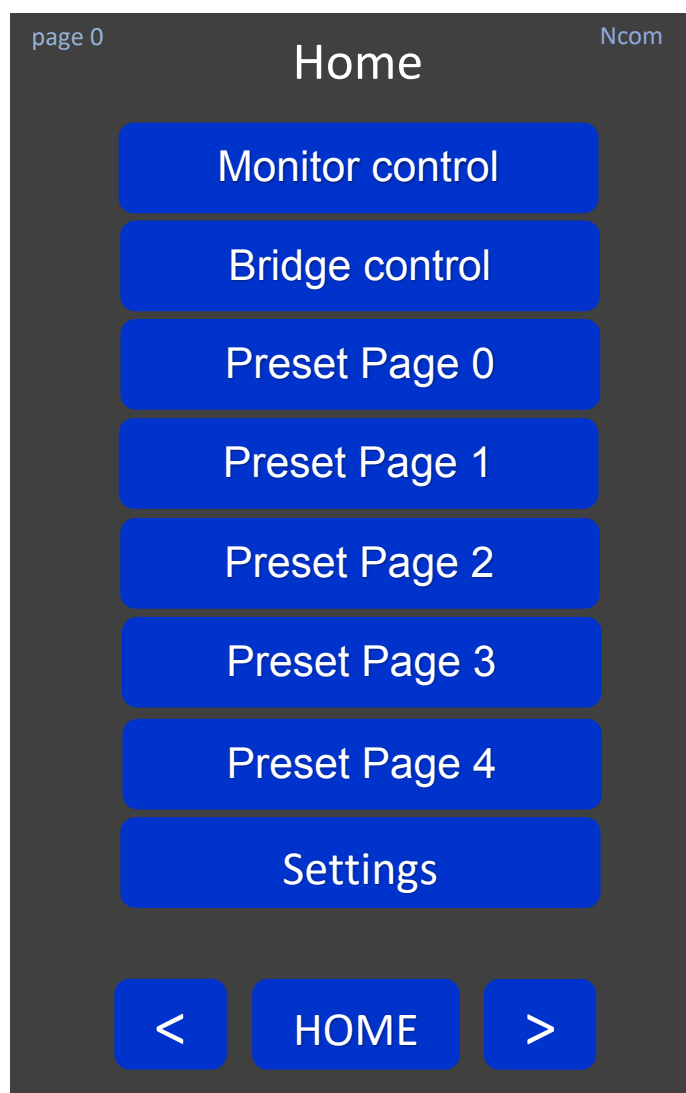 page 0
Home
Ncom
Monitor control
Bridge control
Preset Page 0
Preset Page 1
Preset Page 2
Preset Page 3
Preset Page 4
Settings
< HOME >